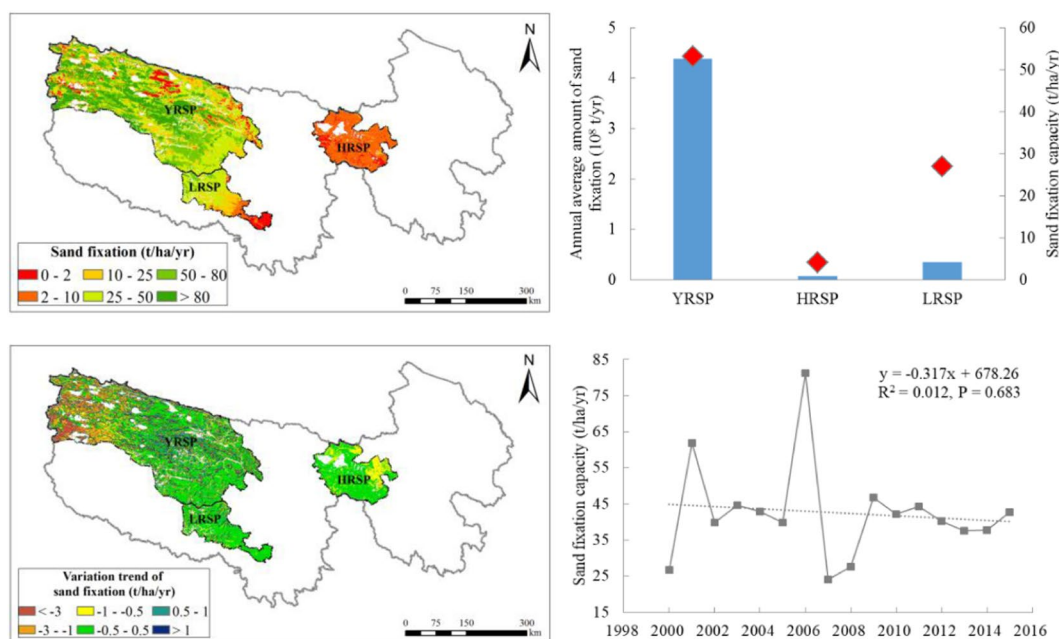 N
YRSP
HRSP
LRSP
Sand fixation (t/ha/yr)
0 - 2 10 - 25 50 - 80
2 - 10 25 - 50 > 80
0 75 150 300
km
Annual average amount of sand
fixation (10⁸ t/yr)
5
4
3
2
1
0
60
50
40
30
20
10
0
Sand fixation capacity (t/ha/yr)
YRSP HRSP LRSP
N
YRSP
HRSP
LRSP
Variation trend of
sand fixation (t/ha/yr)
< -3 -1 - -0.5 0.5 - 1
-3 - -1 -0.5 - 0.5 > 1
0 75 150 300
km
Sand fixation capacity (t/ha/yr)
85
75
65
55
45
35
25
15
y = -0.317x + 678.26
R² = 0.012, P = 0.683
1998 2000 2002 2004 2006 2008 2010 2012 2014 2016